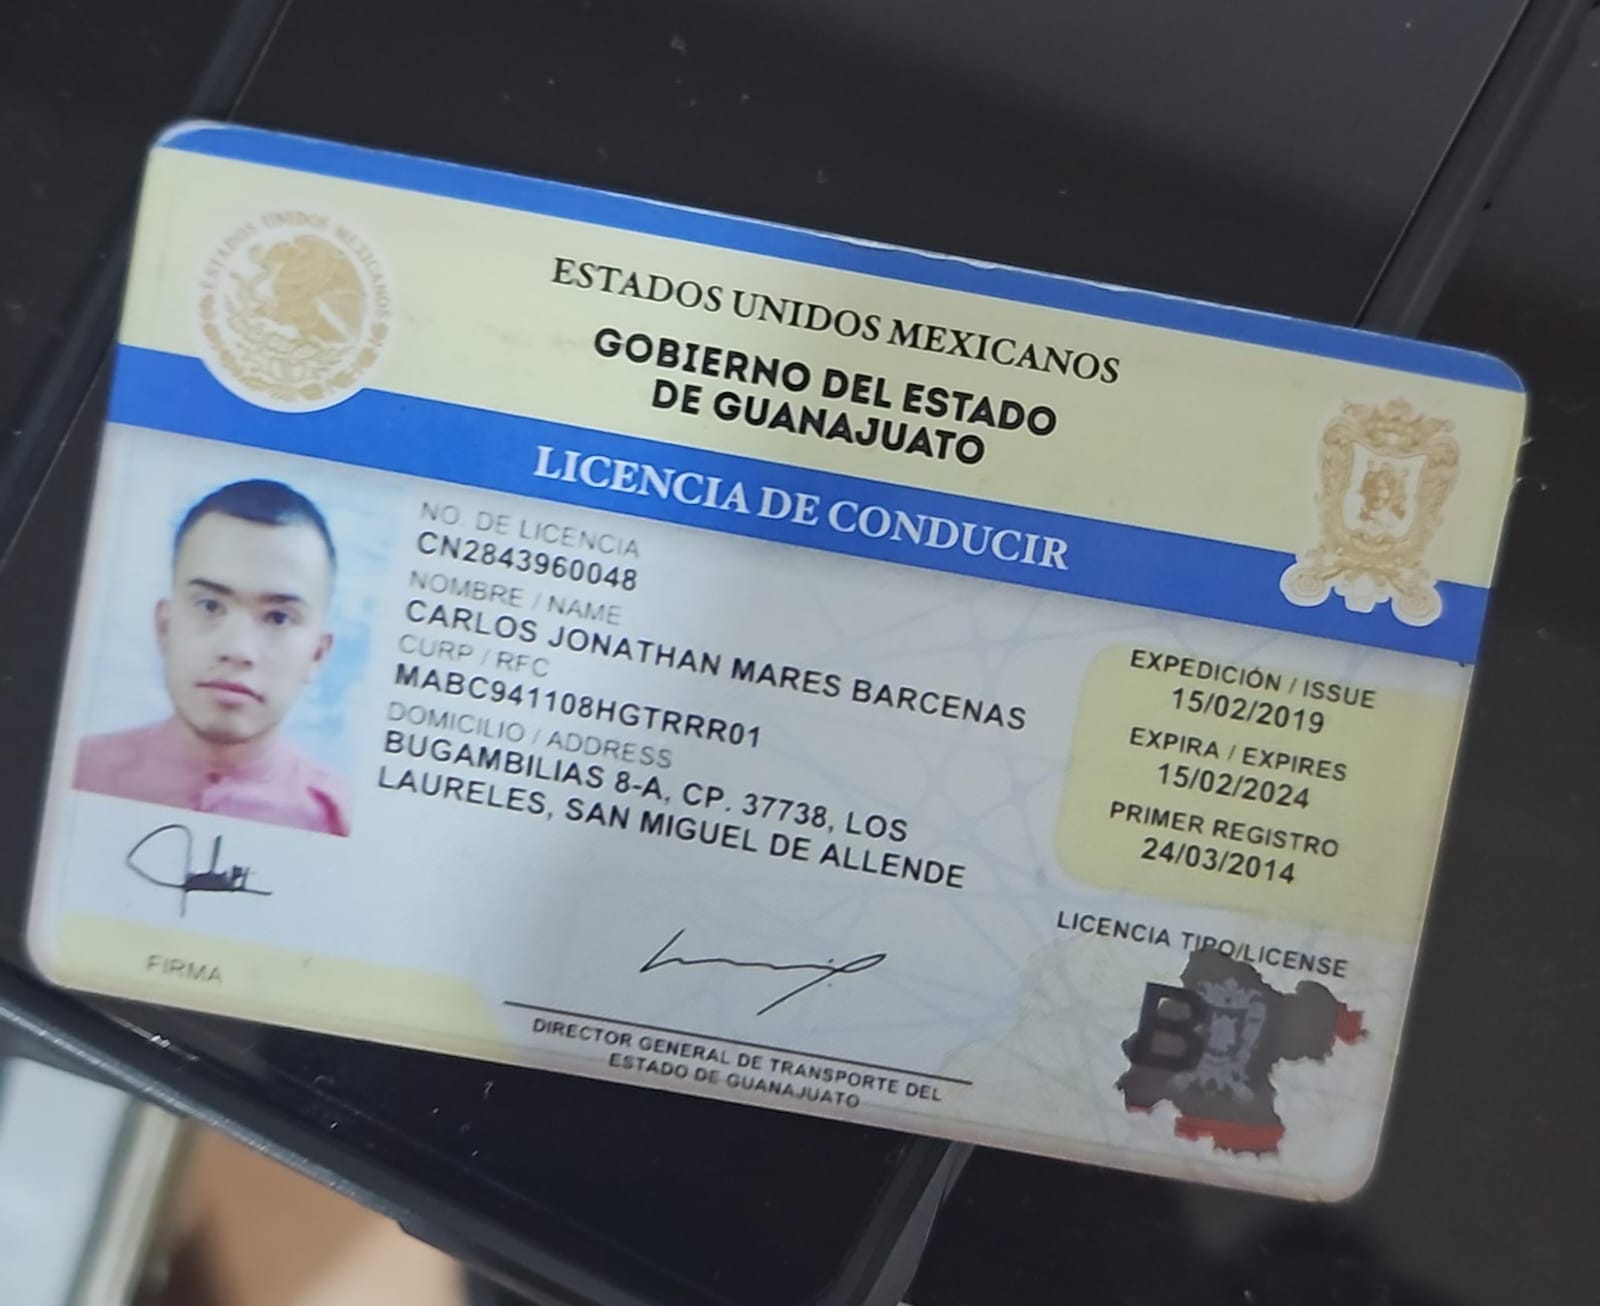 ESTADOS UNIDOS MEXICANOS
ESTADOS UNIDOS MEXICANOS
GOBIERNO DEL ESTADO
DE GUANAJUATO
LICENCIA DE CONDUCIR
NO. DE LICENCIA
CN2843960048
NOMBRE / NAME
CARLOS JONATHAN MARES BARCENAS
CURP / RFC
MABC941108HGTRRR01
DOMICILIO / ADDRESS
BUGAMBILIAS 8-A, CP. 37738, LOS
LAURELES, SAN MIGUEL DE ALLENDE
EXPEDICIÓN / ISSUE
15/02/2019
EXPIRA / EXPIRES
15/02/2024
PRIMER REGISTRO
24/03/2014
LICENCIA TIPO/LICENSE
B
FIRMA
DIRECTOR GENERAL DE TRANSPORTE DEL
ESTADO DE GUANAJUATO